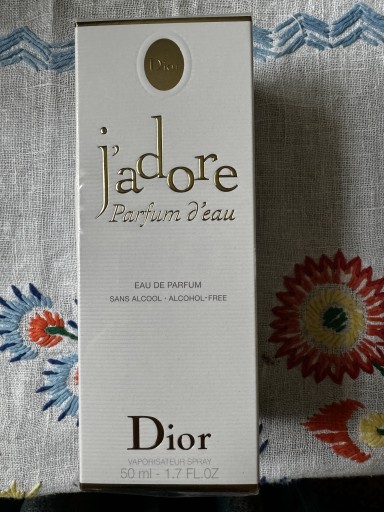 Dior
j'adore
Parfum d'eau
EAU DE PARFUM
SANS ALCOOL - ALCOHOL-FREE
Dior
VAPORISATEUR SPRAY
50 ml - 1.7 FL.OZ